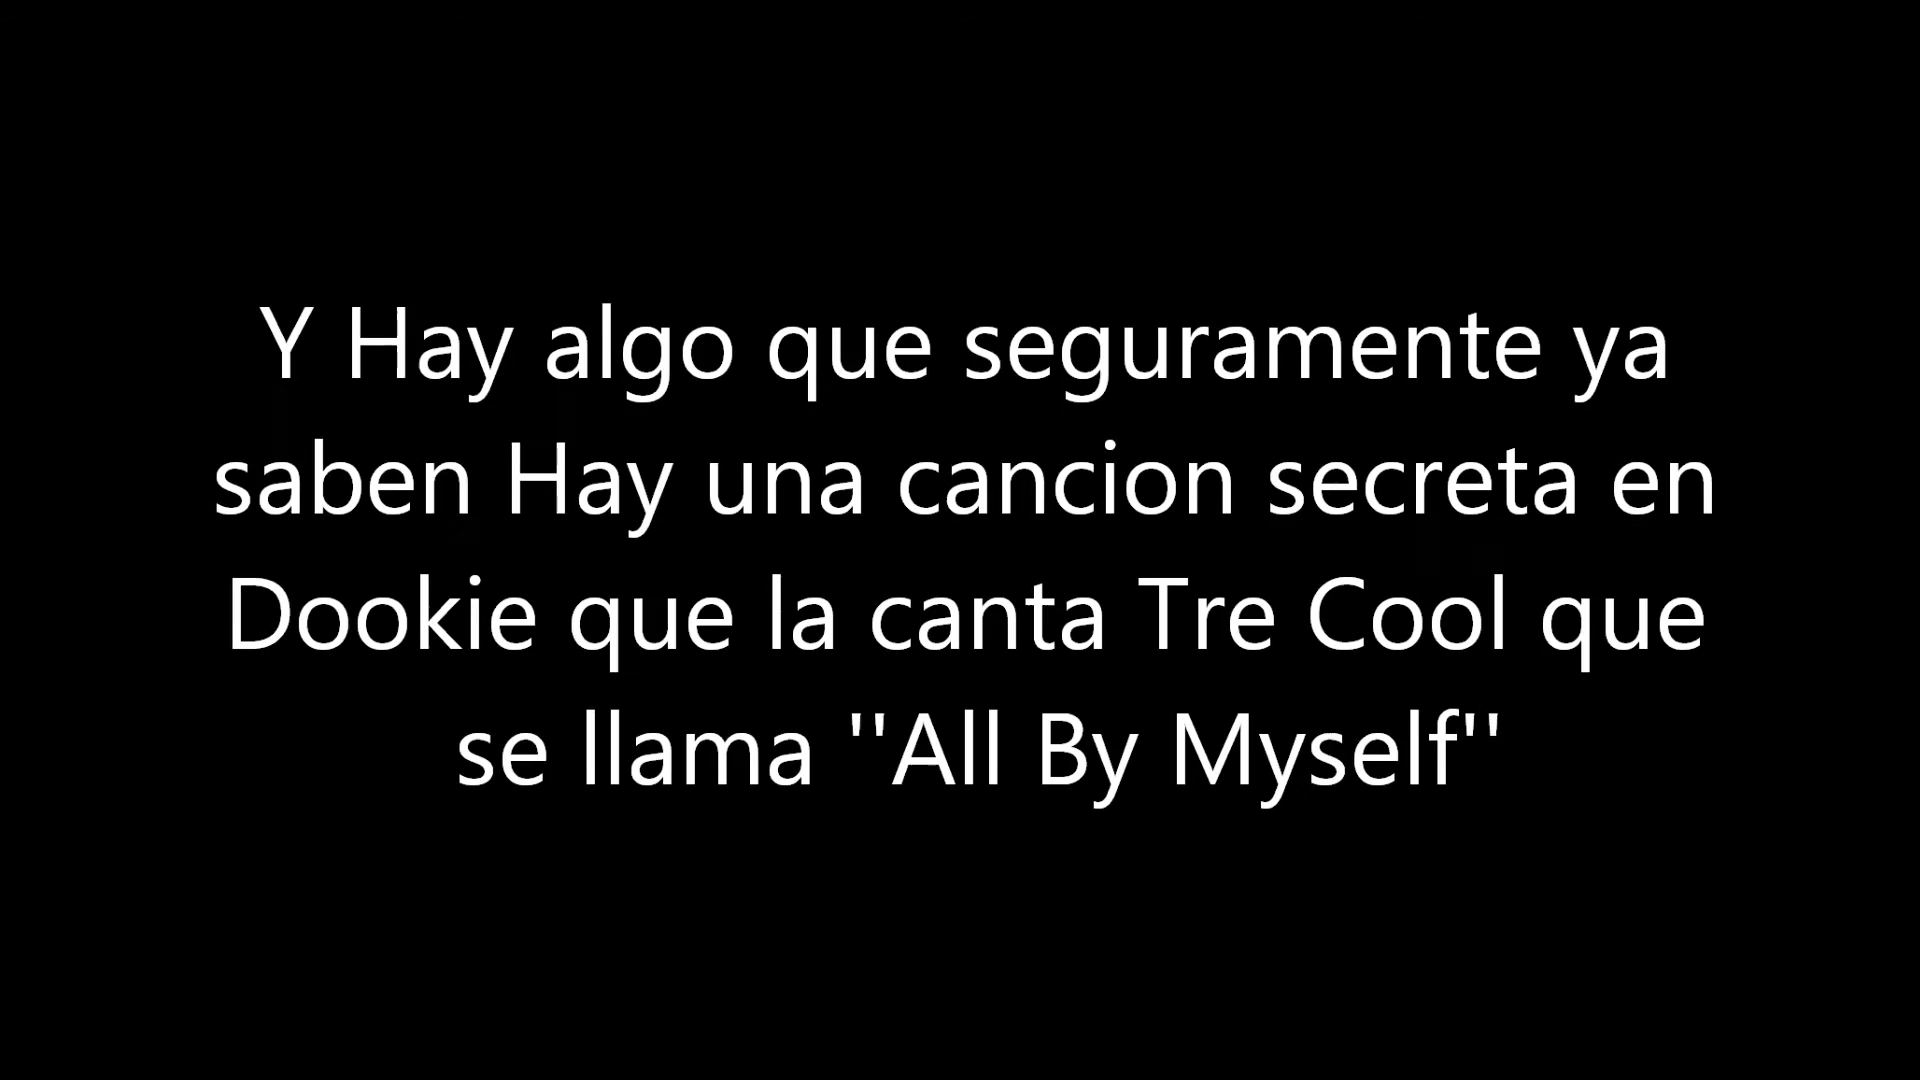 Y Hay algo que seguramente ya
saben Hay una cancion secreta en
Dookie que la canta Tre Cool que
se llama ''All By Myself''